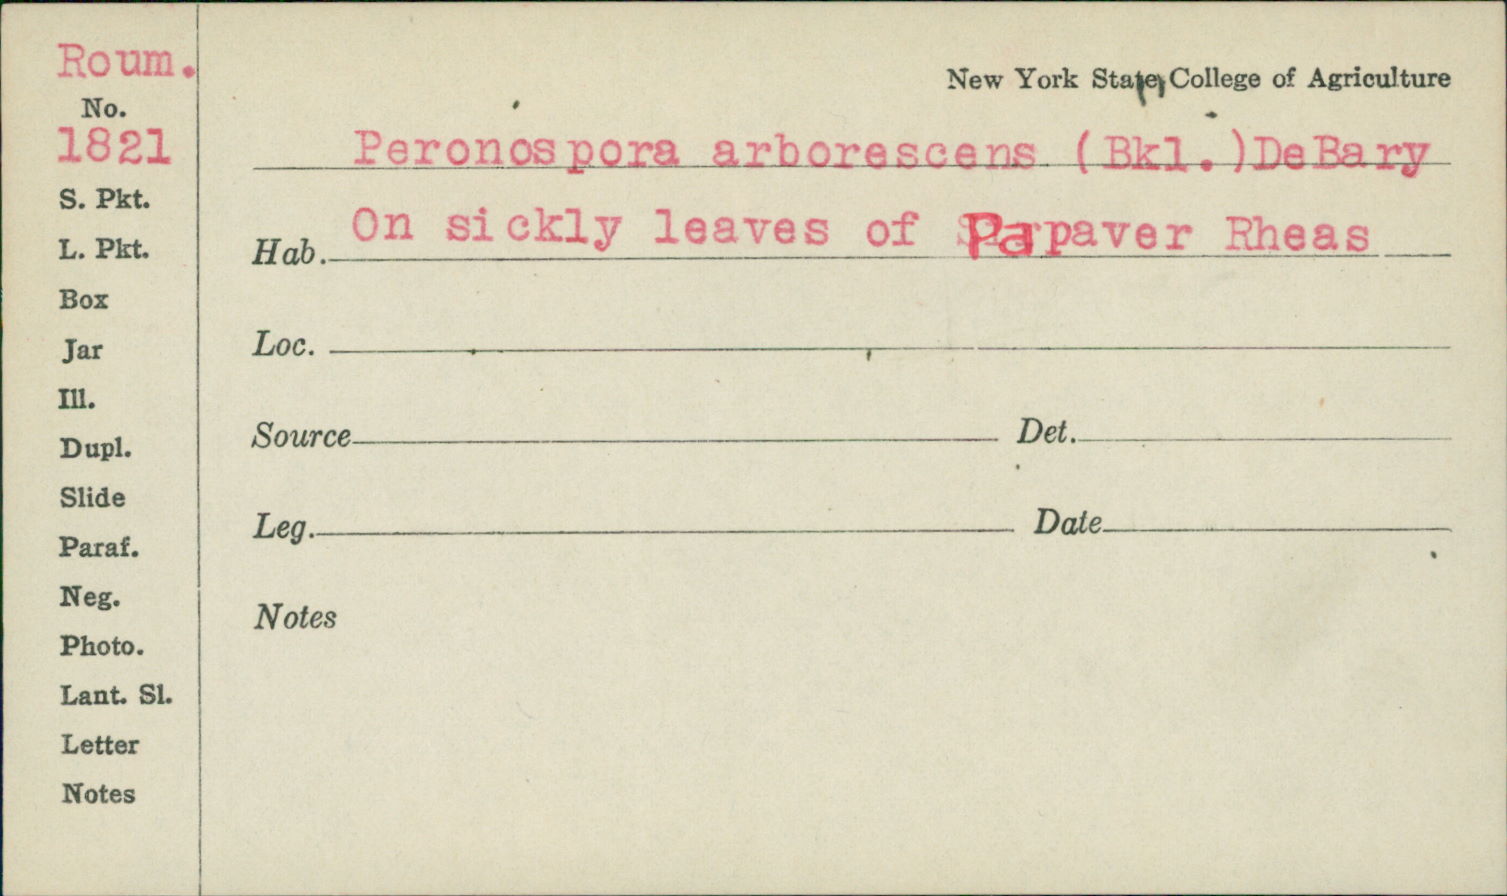 Roum.
No.
1821
S. Pkt.
L. Pkt.
Box
Jar
Ill.
Dupl.
Slide
Paraf.
Neg.
Photo.
Lant. Sl.
Letter
Notes
New York State College of Agriculture
Peronospora arborescens (Bkl.)DeBary
Hab. On sickly leaves of Papaver Rheas
Loc.
Source Det.
Leg. Date
Notes